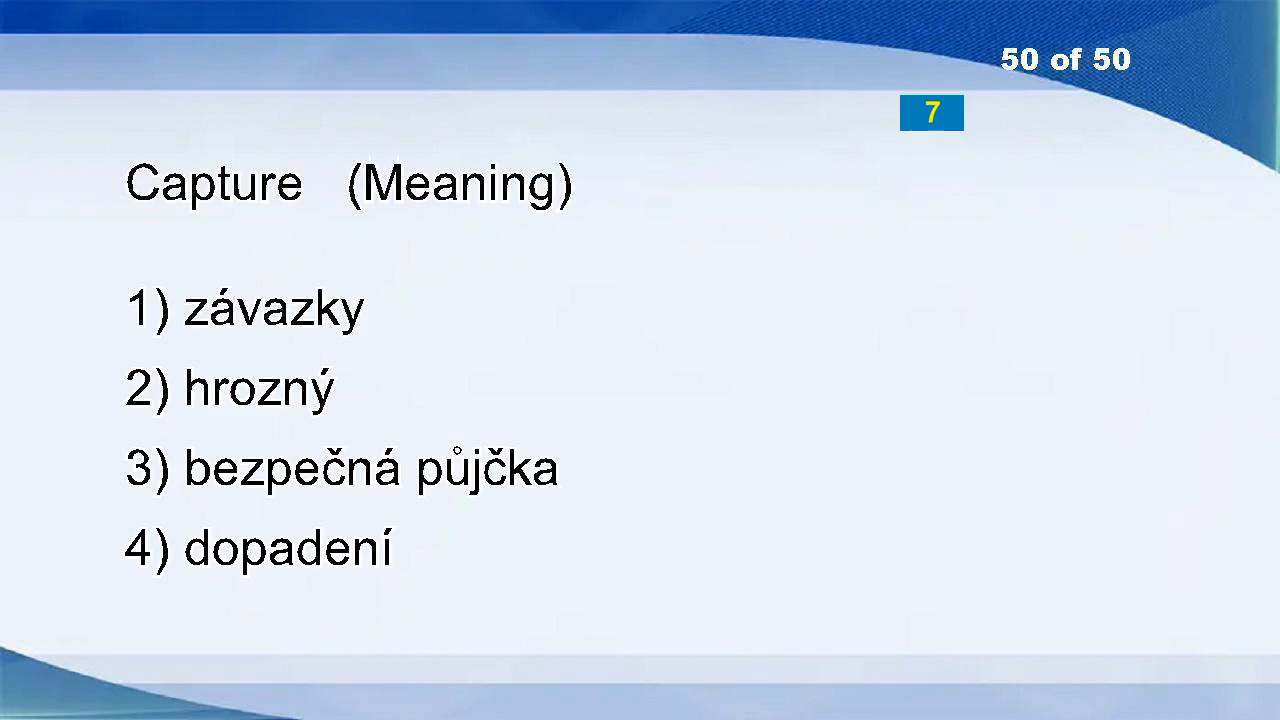 50 of 50
7
Capture (Meaning)
1) závazky
2) hrozný
3) bezpečná půjčka
4) dopadení